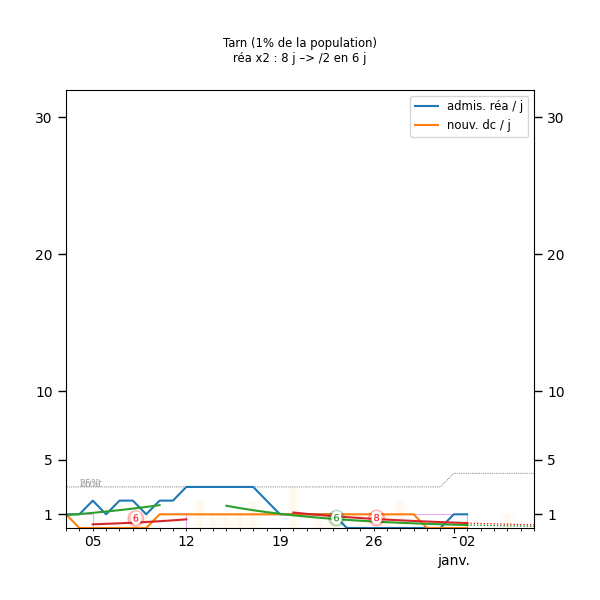 Tarn (1% de la population)
réa x2 : 8 j –> /2 en 6 j
admis. réa / j
nouv. dc / j
30 30
20 20
10 10
5 5
1 1
6 6 8
05 12 19 26 02
janv.